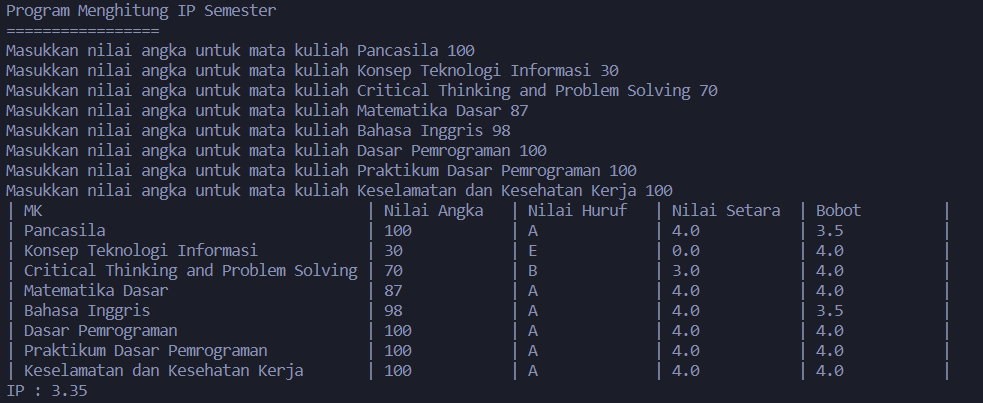 Program Menghitung IP Semester
=================
Masukkan nilai angka untuk mata kuliah Pancasila 100
Masukkan nilai angka untuk mata kuliah Konsep Teknologi Informasi 30
Masukkan nilai angka untuk mata kuliah Critical Thinking and Problem Solving 70
Masukkan nilai angka untuk mata kuliah Matematika Dasar 87
Masukkan nilai angka untuk mata kuliah Bahasa Inggris 98
Masukkan nilai angka untuk mata kuliah Dasar Pemrograman 100
Masukkan nilai angka untuk mata kuliah Praktikum Dasar Pemrograman 100
Masukkan nilai angka untuk mata kuliah Keselamatan dan Kesehatan Kerja 100
| MK | Nilai Angka | Nilai Huruf | Nilai Setara | Bobot |
| Pancasila | 100 | A | 4.0 | 3.5 |
| Konsep Teknologi Informasi | 30 | E | 0.0 | 4.0 |
| Critical Thinking and Problem Solving | 70 | B | 3.0 | 4.0 |
| Matematika Dasar | 87 | A | 4.0 | 4.0 |
| Bahasa Inggris | 98 | A | 4.0 | 3.5 |
| Dasar Pemrograman | 100 | A | 4.0 | 4.0 |
| Praktikum Dasar Pemrograman | 100 | A | 4.0 | 4.0 |
| Keselamatan dan Kesehatan Kerja | 100 | A | 4.0 | 4.0 |
IP : 3.35